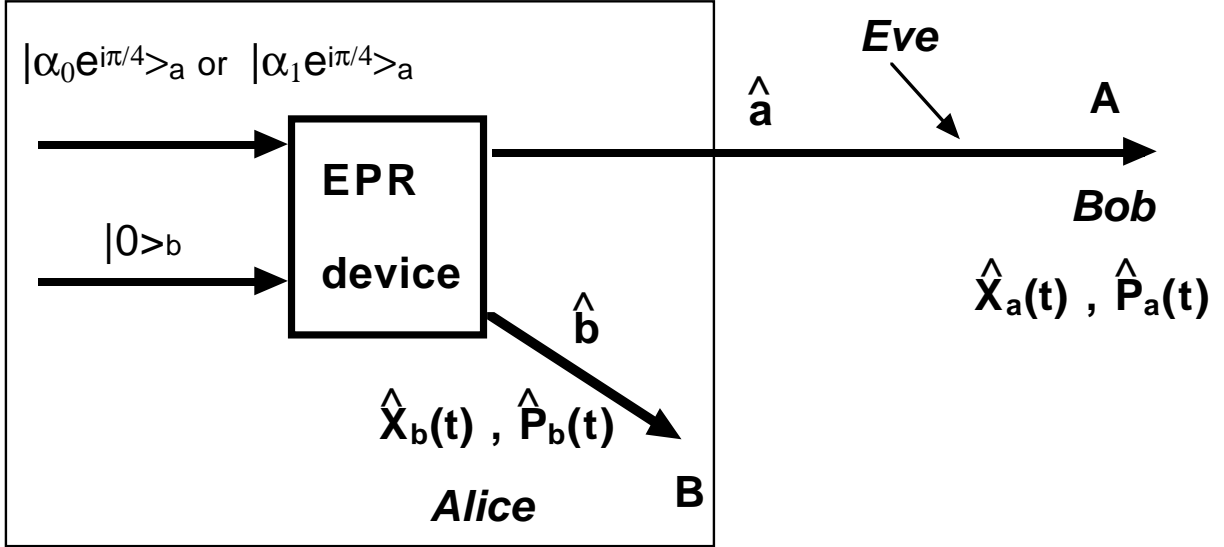 |α₀e^{iπ/4}>ₐ or |α₁e^{iπ/4}>ₐ
|0>b
EPR
device
Eve
â
A
Bob
X̂ₐ(t) , P̂ₐ(t)
b̂
X̂b(t) , P̂b(t)
B
Alice